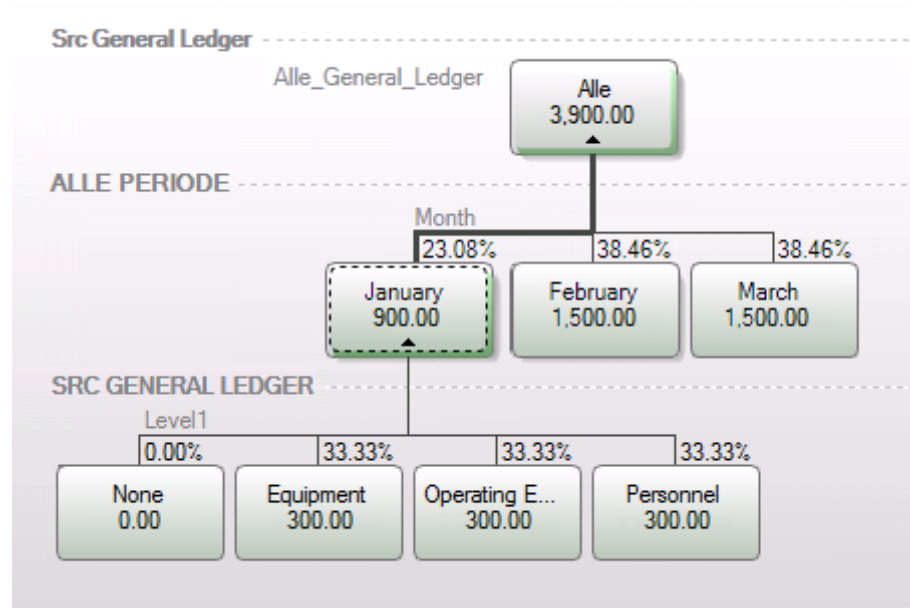 Src General Ledger
Alle_General_Ledger
Alle
3,900.00
ALLE PERIODE
Month
23.08%
38.46%
38.46%
January
900.00
February
1,500.00
March
1,500.00
SRC GENERAL LEDGER
Level1
0.00%
33.33%
33.33%
33.33%
None
0.00
Equipment
300.00
Operating E...
300.00
Personnel
300.00